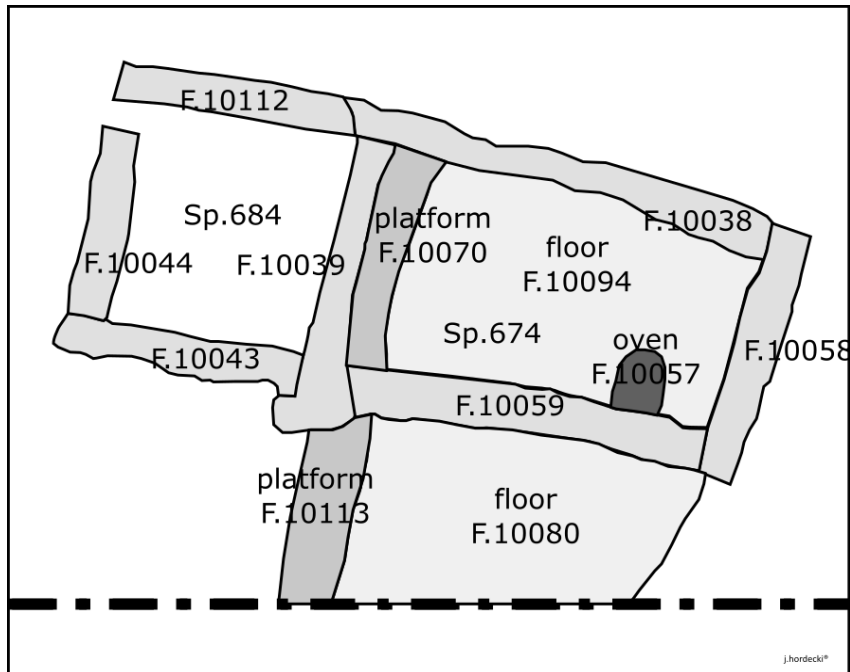 F.10112
Sp.684
F.10038
platform
F.10070
floor
F.10094
F.10044
F.10039
Sp.674
oven
F.10057
F.10058
F.10043
F.10059
platform
F.10113
floor
F.10080
j.hordecki®